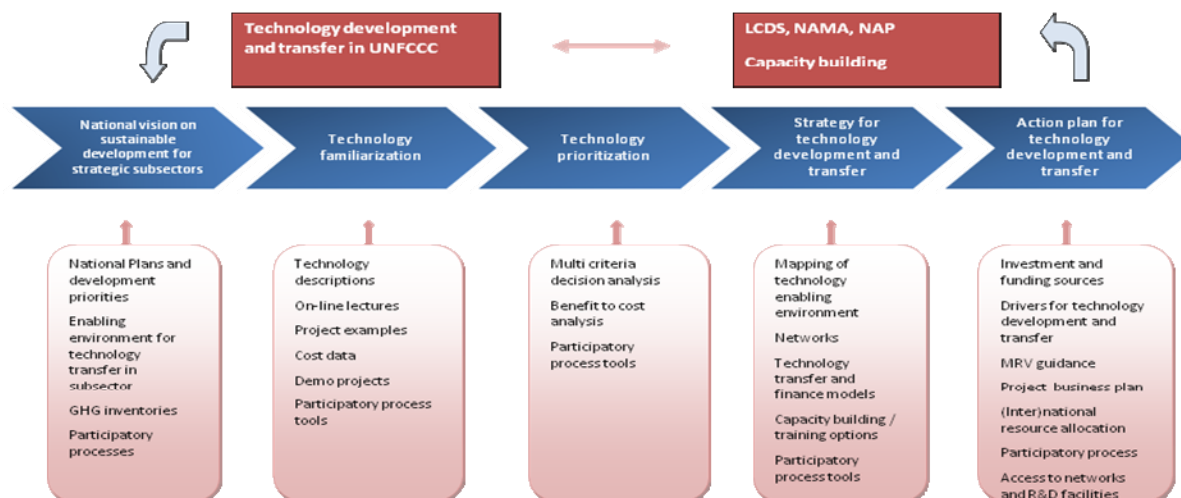 Technology development
and transfer in UNFCCC
LCDS, NAMA, NAP
Capacity building
National vision on
sustainable
development for
strategic subsectors
Technology
familiarization
Technology
prioritization
Strategy for
technology
development and
transfer
Action plan for
technology
development and
transfer
National Plans and
development
priorities
Enabling
environment for
technology
transfer in
subsector
GHG inventories
Participatory
processes
Technology
descriptions
On-line lectures
Project examples
Cost data
Demo projects
Participatory process
tools
Multi criteria
decision analysis
Benefit to cost
analysis
Participatory
process tools
Mapping of
technology
enabling
environment
Networks
Technology
transfer and
finance models
Capacity building /
training options
Participatory
process tools
Investment and
funding sources
Drivers for technology
development and
transfer
MRV guidance
Project business plan
(Inter)national
resource allocation
Participatory process
Access to networks
and R&D facilities